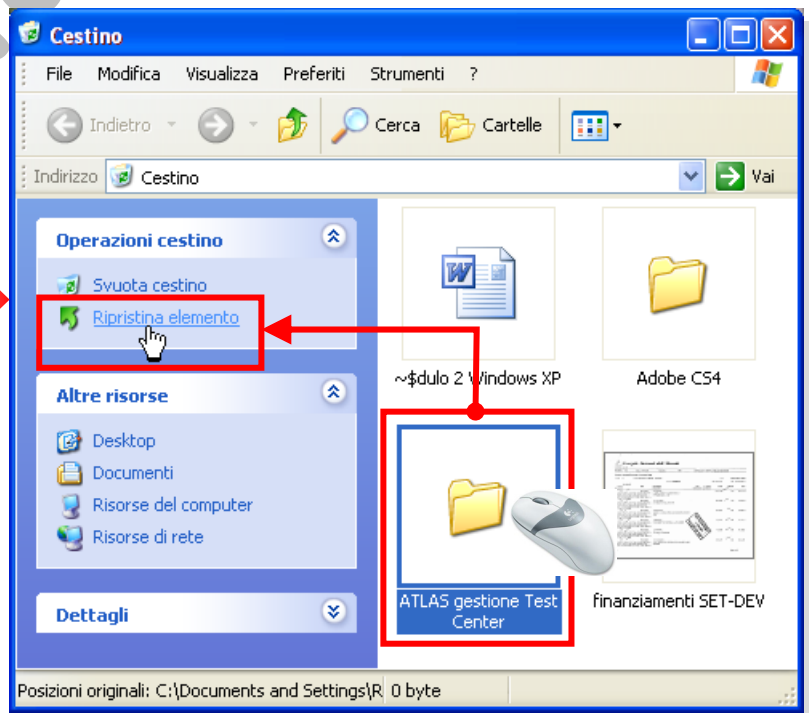 Cestino
File Modifica Visualizza Preferiti Strumenti ?
Indietro Cerca Cartelle
Indirizzo Cestino Vai
Operazioni cestino
Svuota cestino
Ripristina elemento
Altre risorse
Desktop
Documenti
Risorse del computer
Risorse di rete
Dettagli
~$dulo 2 Windows XP
Adobe CS4
ATLAS gestione Test
Center
finanziamenti SET-DEV
Posizioni originali: C:\Documents and Settings\R 0 byte